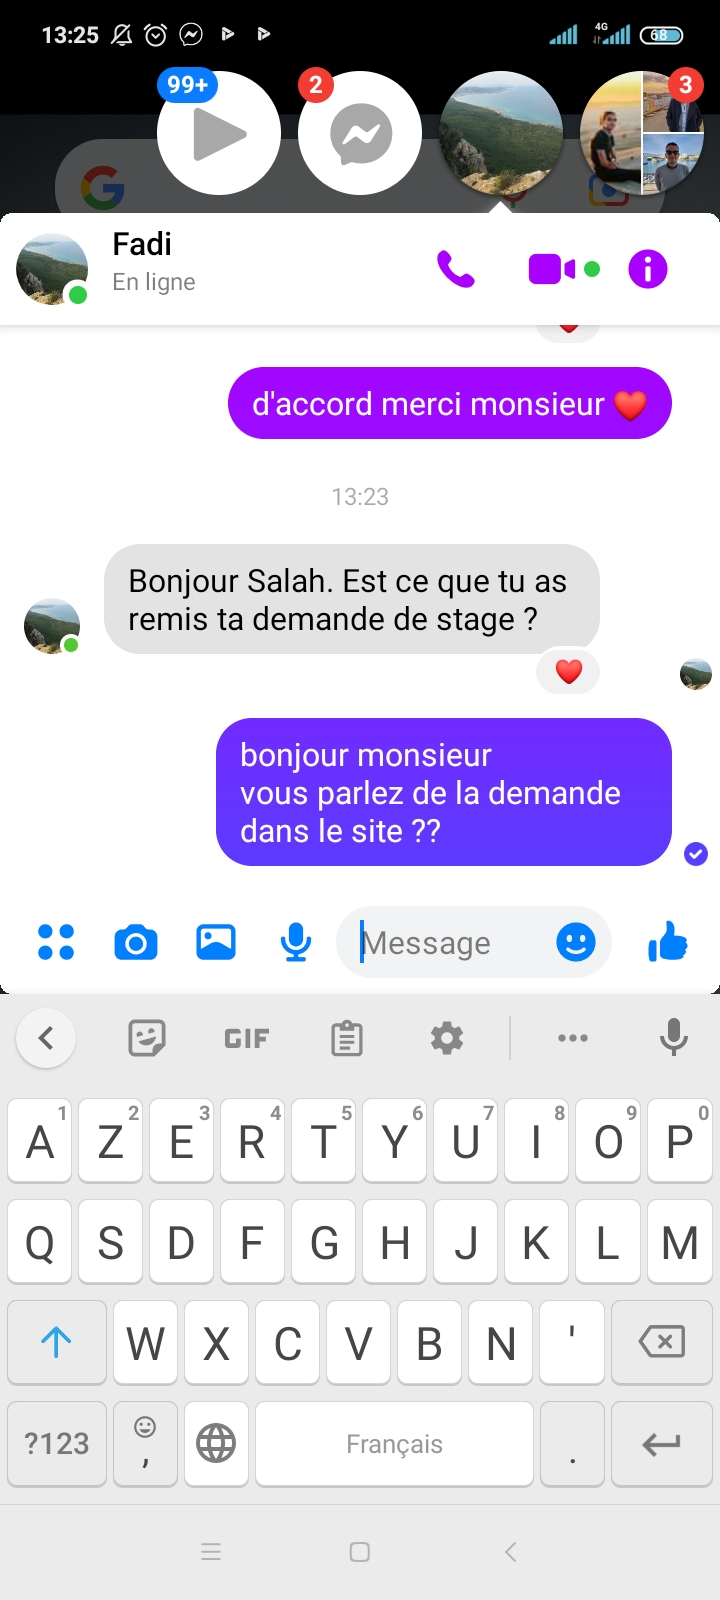 13:25
4G
68
99+
2
3
G
Fadi
En ligne
d'accord merci monsieur ❤️
13:23
Bonjour Salah. Est ce que tu as
remis ta demande de stage ?
❤️
bonjour monsieur
vous parlez de la demande
dans le site ??
Message
GIF
A 1 Z 2 E 3 R 4 T 5 Y 6 U 7 I 8 O 9 P 0
Q S D F G H J K L M
W X C V B N '
?123 , Français .